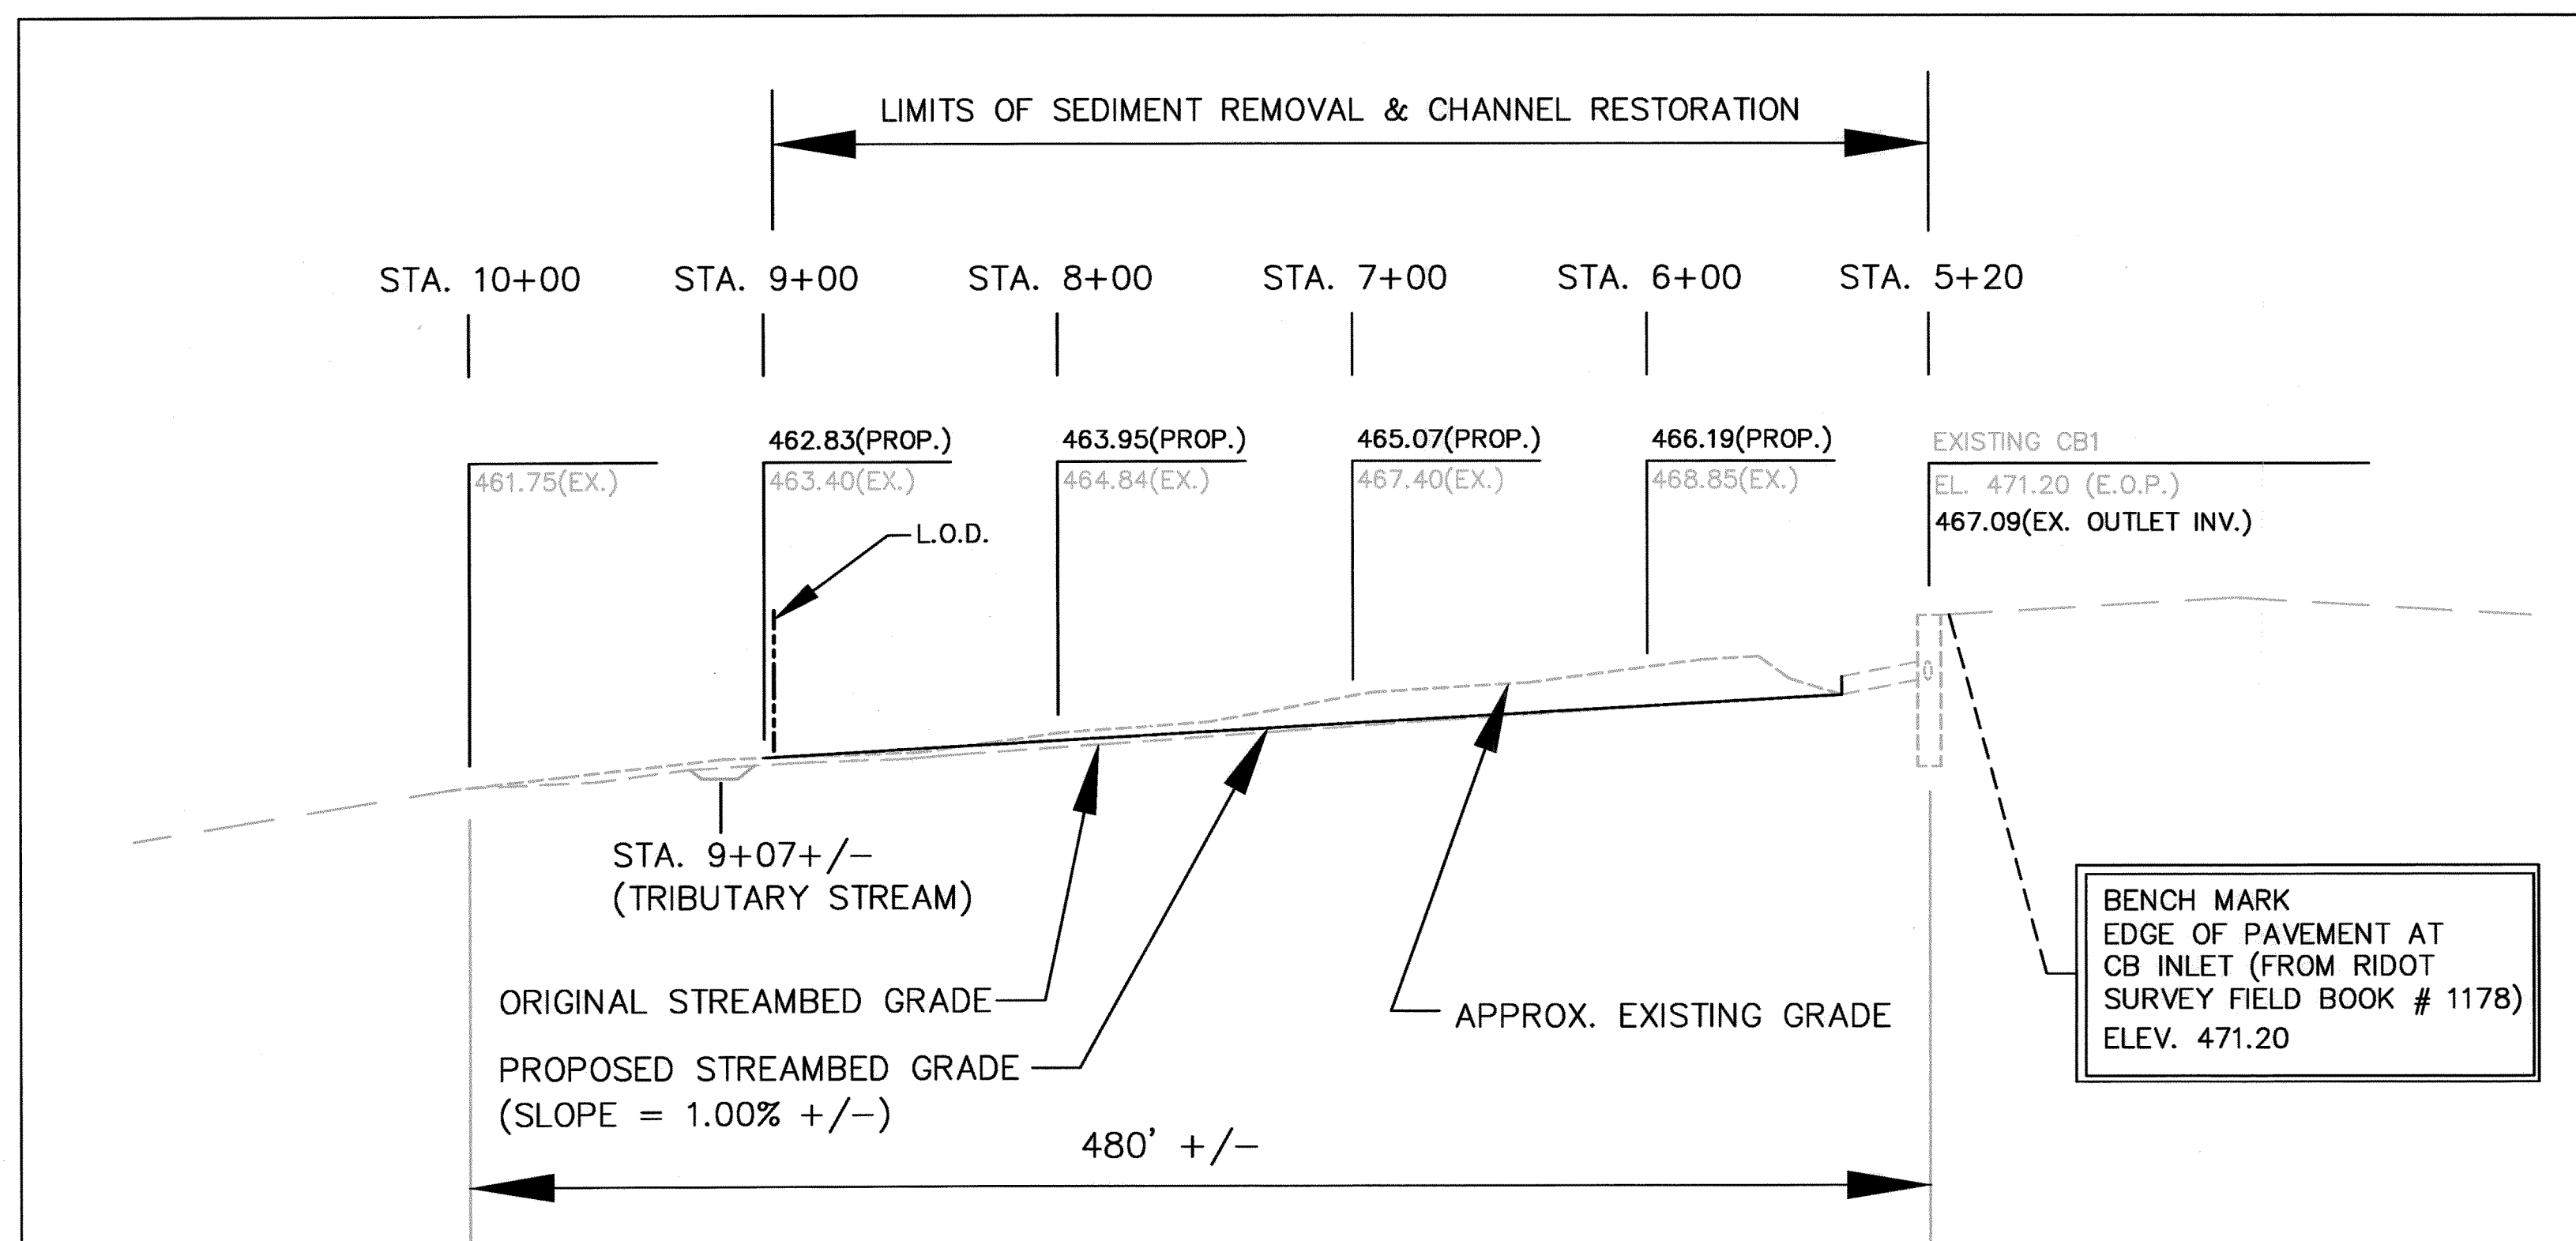 LIMITS OF SEDIMENT REMOVAL & CHANNEL RESTORATION
STA. 10+00
STA. 9+00
STA. 8+00
STA. 7+00
STA. 6+00
STA. 5+20
461.75(EX.)
462.83(PROP.)
463.40(EX.)
463.95(PROP.)
464.84(EX.)
465.07(PROP.)
467.40(EX.)
466.19(PROP.)
468.85(EX.)
EXISTING CB1
EL. 471.20 (E.O.P.)
467.09(EX. OUTLET INV.)
L.O.D.
STA. 9+07+/-
(TRIBUTARY STREAM)
ORIGINAL STREAMBED GRADE
PROPOSED STREAMBED GRADE
(SLOPE = 1.00% +/-)
APPROX. EXISTING GRADE
BENCH MARK
EDGE OF PAVEMENT AT
CB INLET (FROM RIDOT
SURVEY FIELD BOOK # 1178)
ELEV. 471.20
480' +/-